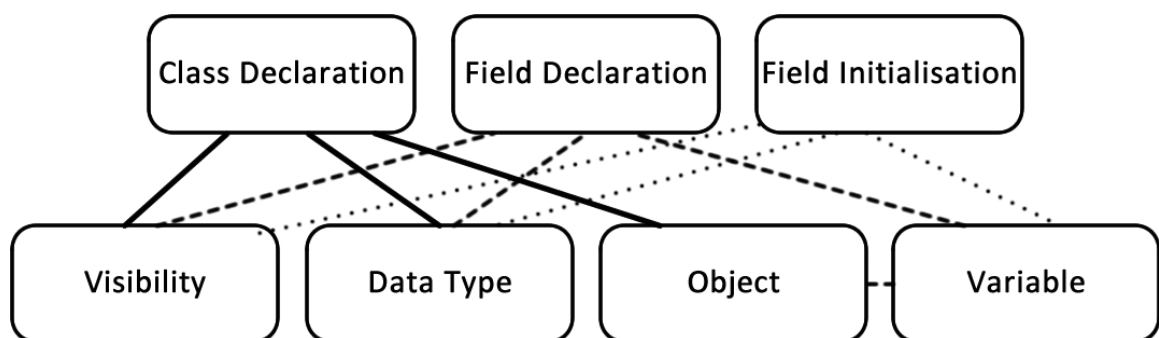 Class Declaration
Field Declaration
Field Initialisation
Visibility
Data Type
Object
Variable